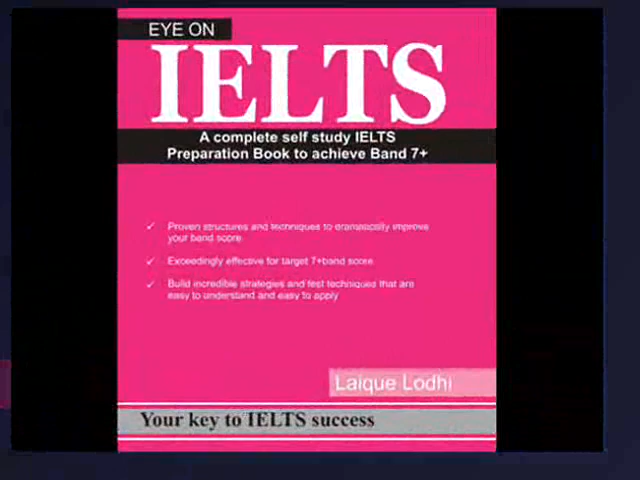 EYE ON
IELTS
A complete self study IELTS
Preparation Book to achieve Band 7+
Proven structures and techniques to dramatically improve
your band score
Exceedingly effective for target 7+band score
Build incredible strategies and test techniques that are
easy to understand and easy to apply
Laique Lodhi
Your key to IELTS success